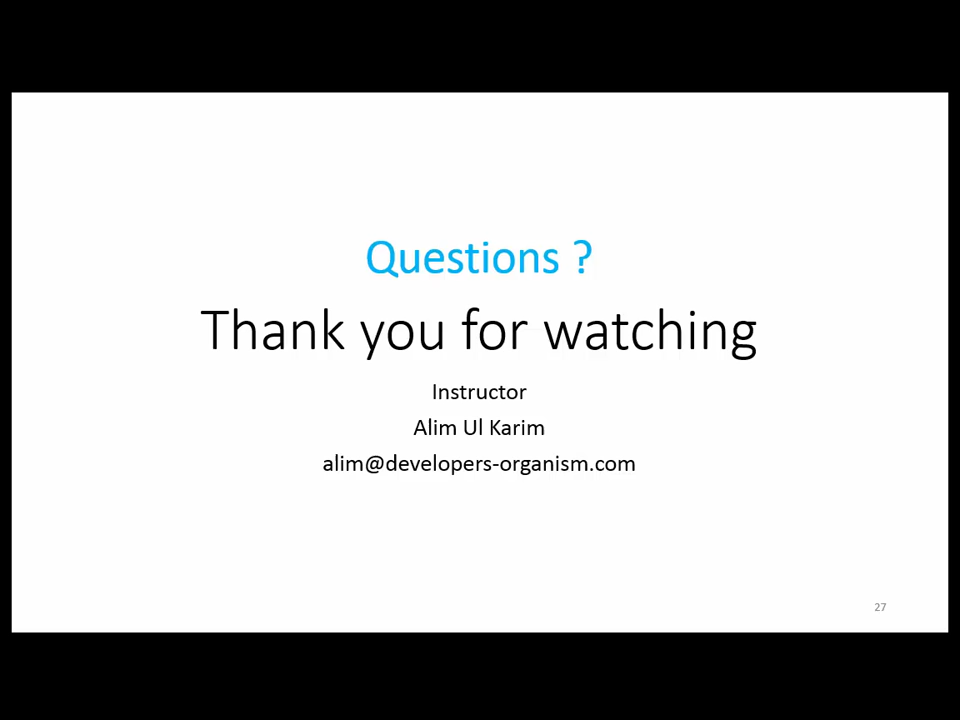 Questions ?
Thank you for watching
Instructor
Alim Ul Karim
alim@developers-organism.com
27